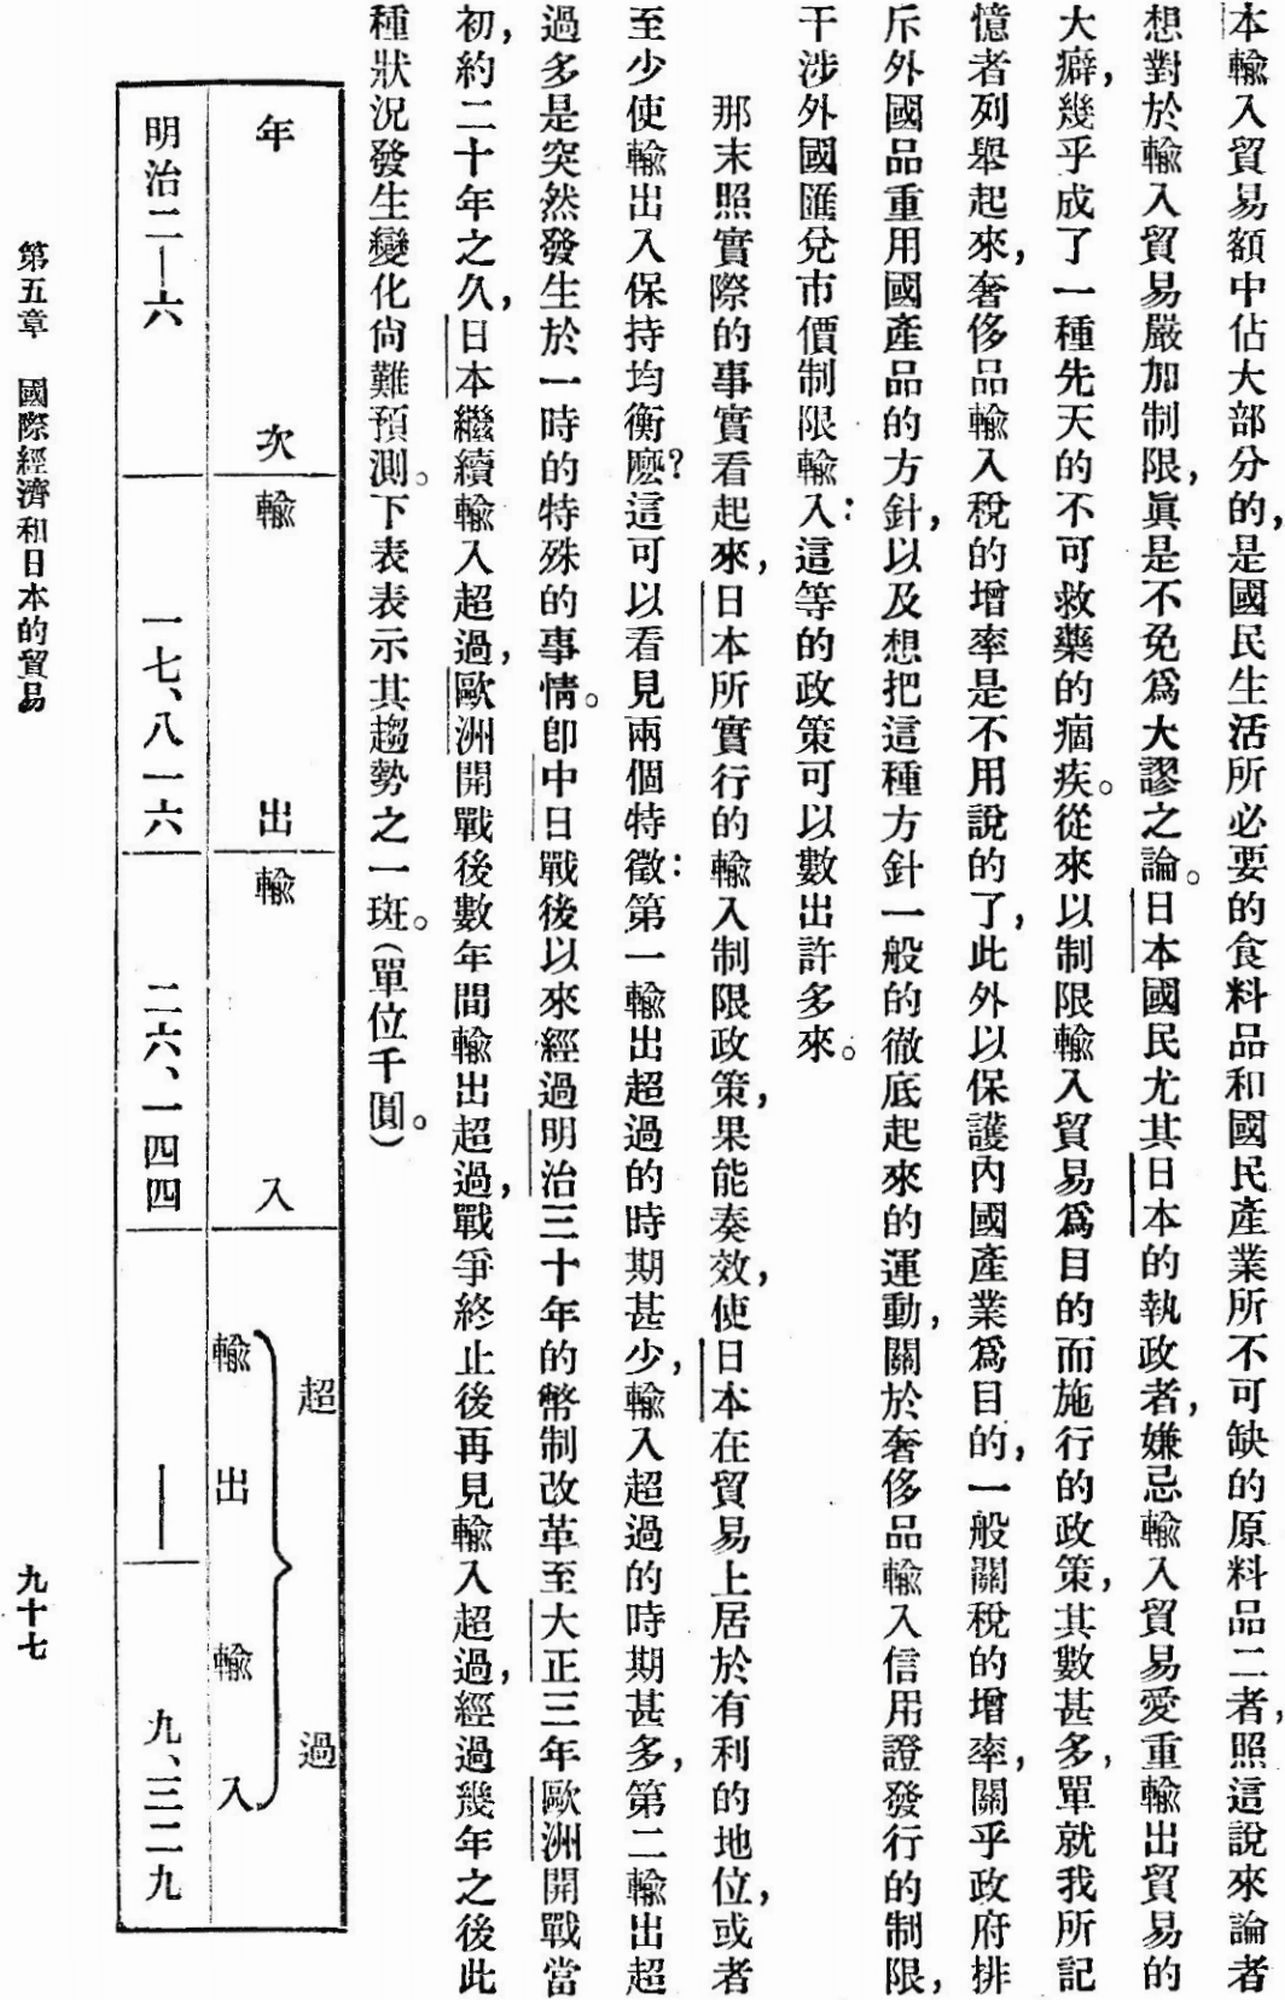 本輸入貿易額中佔大部分的，是國民生活所必要的食料品和國民產業所不可缺的原料品二者，照這說來論者
想對於輸入貿易嚴加制限，眞是不免爲大謬之論。日本國民尤其日本的執政者，嫌忌輸入貿易愛重輸出貿易的
大癖，幾乎成了一種先天的不可救藥的痼疾。從來以制限輸入貿易爲目的而施行的政策，其數甚多，單就我所記
憶者列舉起來，奢侈品輸入稅的增率是不用說的了，此外以保護內國產業爲目的，一般關稅的增率，關乎政府排
斥外國品重用國產品的方針，以及想把這種方針一般的徹底起來的運動，關於奢侈品輸入信用證發行的制限，
干涉外國匯兌市價制限輸入：這等的政策可以數出許多來。
那末照實際的事實看起來，日本所實行的輸入制限政策，果能奏效，使日本在貿易上居於有利的地位，或者
至少使輸出入保持均衡麽？這可以看見兩個特徵：第一輸出超過的時期甚少，輸入超過的時期甚多，第二輸出超
過多是突然發生於一時的特殊的事情。卽中日戰後以來經過明治三十年的幣制改革至大正三年歐洲開戰當
初，約二十年之久，日本繼續輸入超過，歐洲開戰後數年間輸出超過，戰爭終止後再見輸入超過，經過幾年之後此
種狀況發生變化尙難預測。下表表示其趨勢之一斑。（單位千圓。）
年次　輸出　輸入　超過　輸出　輸入
明治二—六　一七、八一六　二六、一四四　——　九、三二九
第五章　國際經濟和日本的貿易
九十七